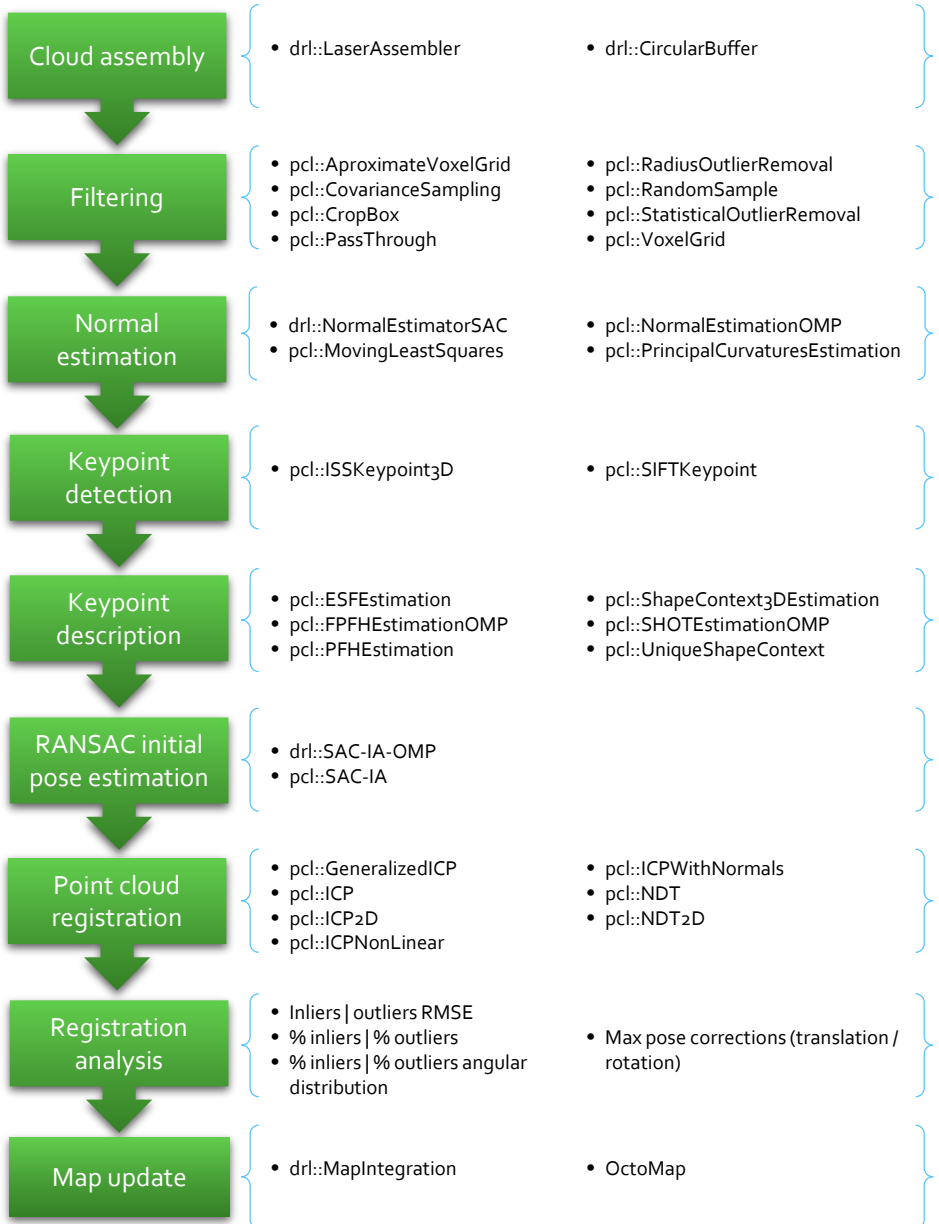 Cloud assembly
• drl::LaserAssembler
• drl::CircularBuffer
Filtering
• pcl::AproximateVoxelGrid
• pcl::CovarianceSampling
• pcl::CropBox
• pcl::PassThrough
• pcl::RadiusOutlierRemoval
• pcl::RandomSample
• pcl::StatisticalOutlierRemoval
• pcl::VoxelGrid
Normal
estimation
• drl::NormalEstimatorSAC
• pcl::MovingLeastSquares
• pcl::NormalEstimationOMP
• pcl::PrincipalCurvaturesEstimation
Keypoint
detection
• pcl::ISSKeypoint3D
• pcl::SIFTKeypoint
Keypoint
description
• pcl::ESFEstimation
• pcl::FPFHEstimationOMP
• pcl::PFHEstimation
• pcl::ShapeContext3DEstimation
• pcl::SHOTEstimationOMP
• pcl::UniqueShapeContext
RANSAC initial
pose estimation
• drl::SAC-IA-OMP
• pcl::SAC-IA
Point cloud
registration
• pcl::GeneralizedICP
• pcl::ICP
• pcl::ICP2D
• pcl::ICPNonLinear
• pcl::ICPWithNormals
• pcl::NDT
• pcl::NDT2D
Registration
analysis
• Inliers | outliers RMSE
• % inliers | % outliers
• % inliers | % outliers angular
distribution
• Max pose corrections (translation /
rotation)
Map update
• drl::MapIntegration
• OctoMap